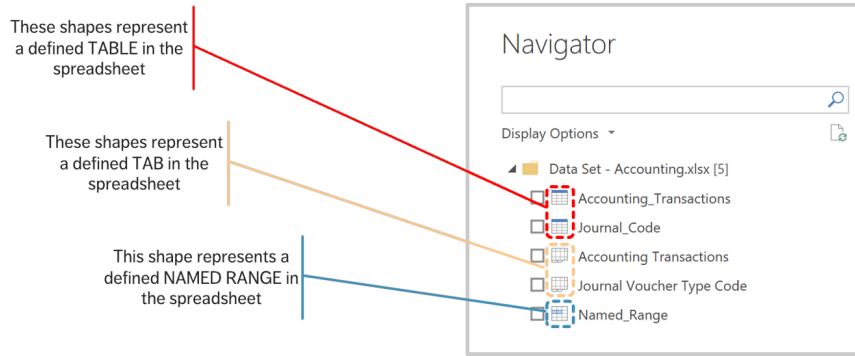 These shapes represent
a defined TABLE in the
spreadsheet
These shapes represent
a defined TAB in the
spreadsheet
This shape represents a
defined NAMED RANGE in
the spreadsheet
Navigator
Display Options
Data Set - Accounting.xlsx [5]
Accounting_Transactions
Journal_Code
Accounting Transactions
Journal Voucher Type Code
Named_Range